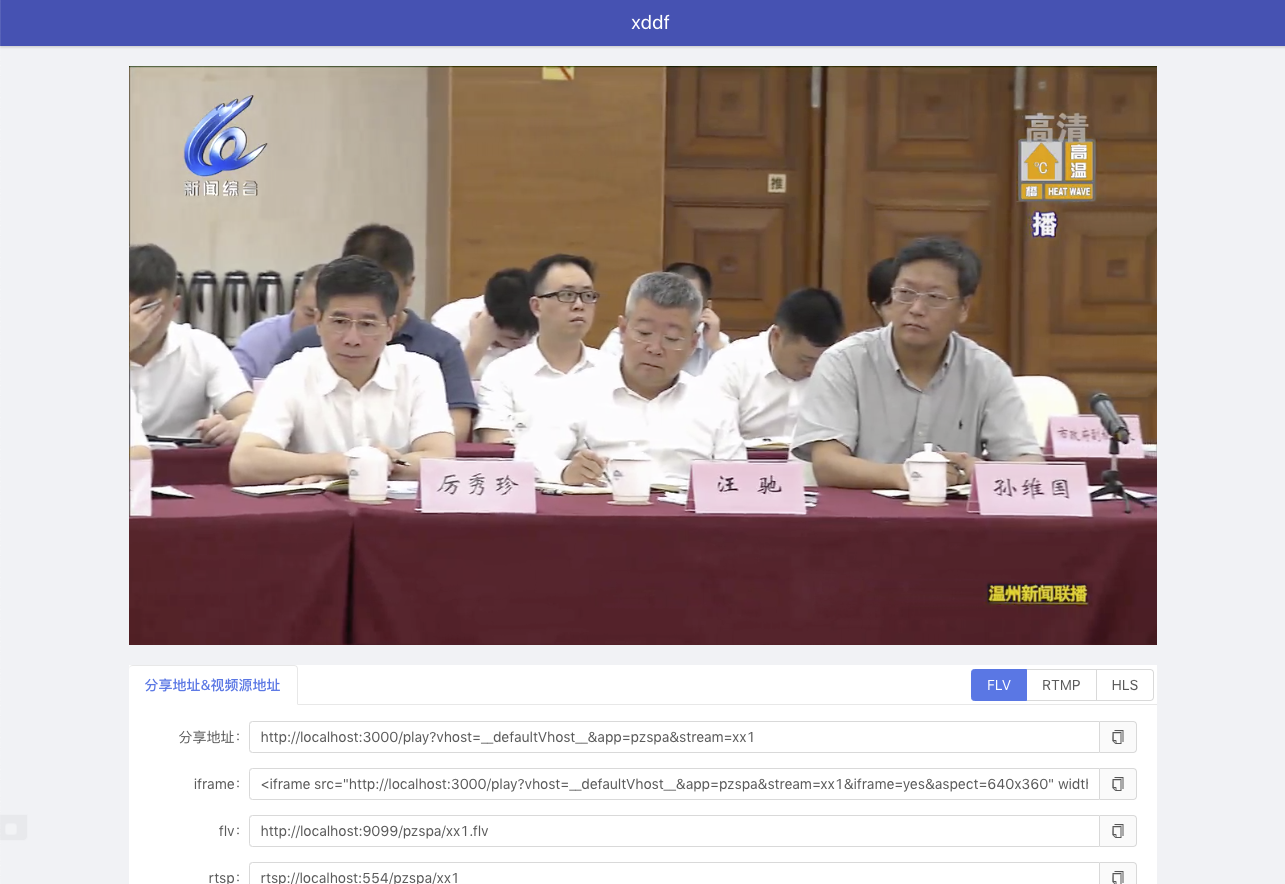 xddf
新闻综合
高清
℃
高温
橙
HEAT WAVE
播
推
厉秀珍
汪驰
孙维国
温州新闻联播
分享地址&视频源地址
FLV
RTMP
HLS
分享地址:
http://localhost:3000/play?vhost=__defaultVhost__&app=pzspa&stream=xx1
iframe:
<iframe src="http://localhost:3000/play?vhost=__defaultVhost__&app=pzspa&stream=xx1&iframe=yes&aspect=640x360" widt
flv:
http://localhost:9099/pzspa/xx1.flv
rtsp:
rtsp://localhost:554/pzspa/xx1